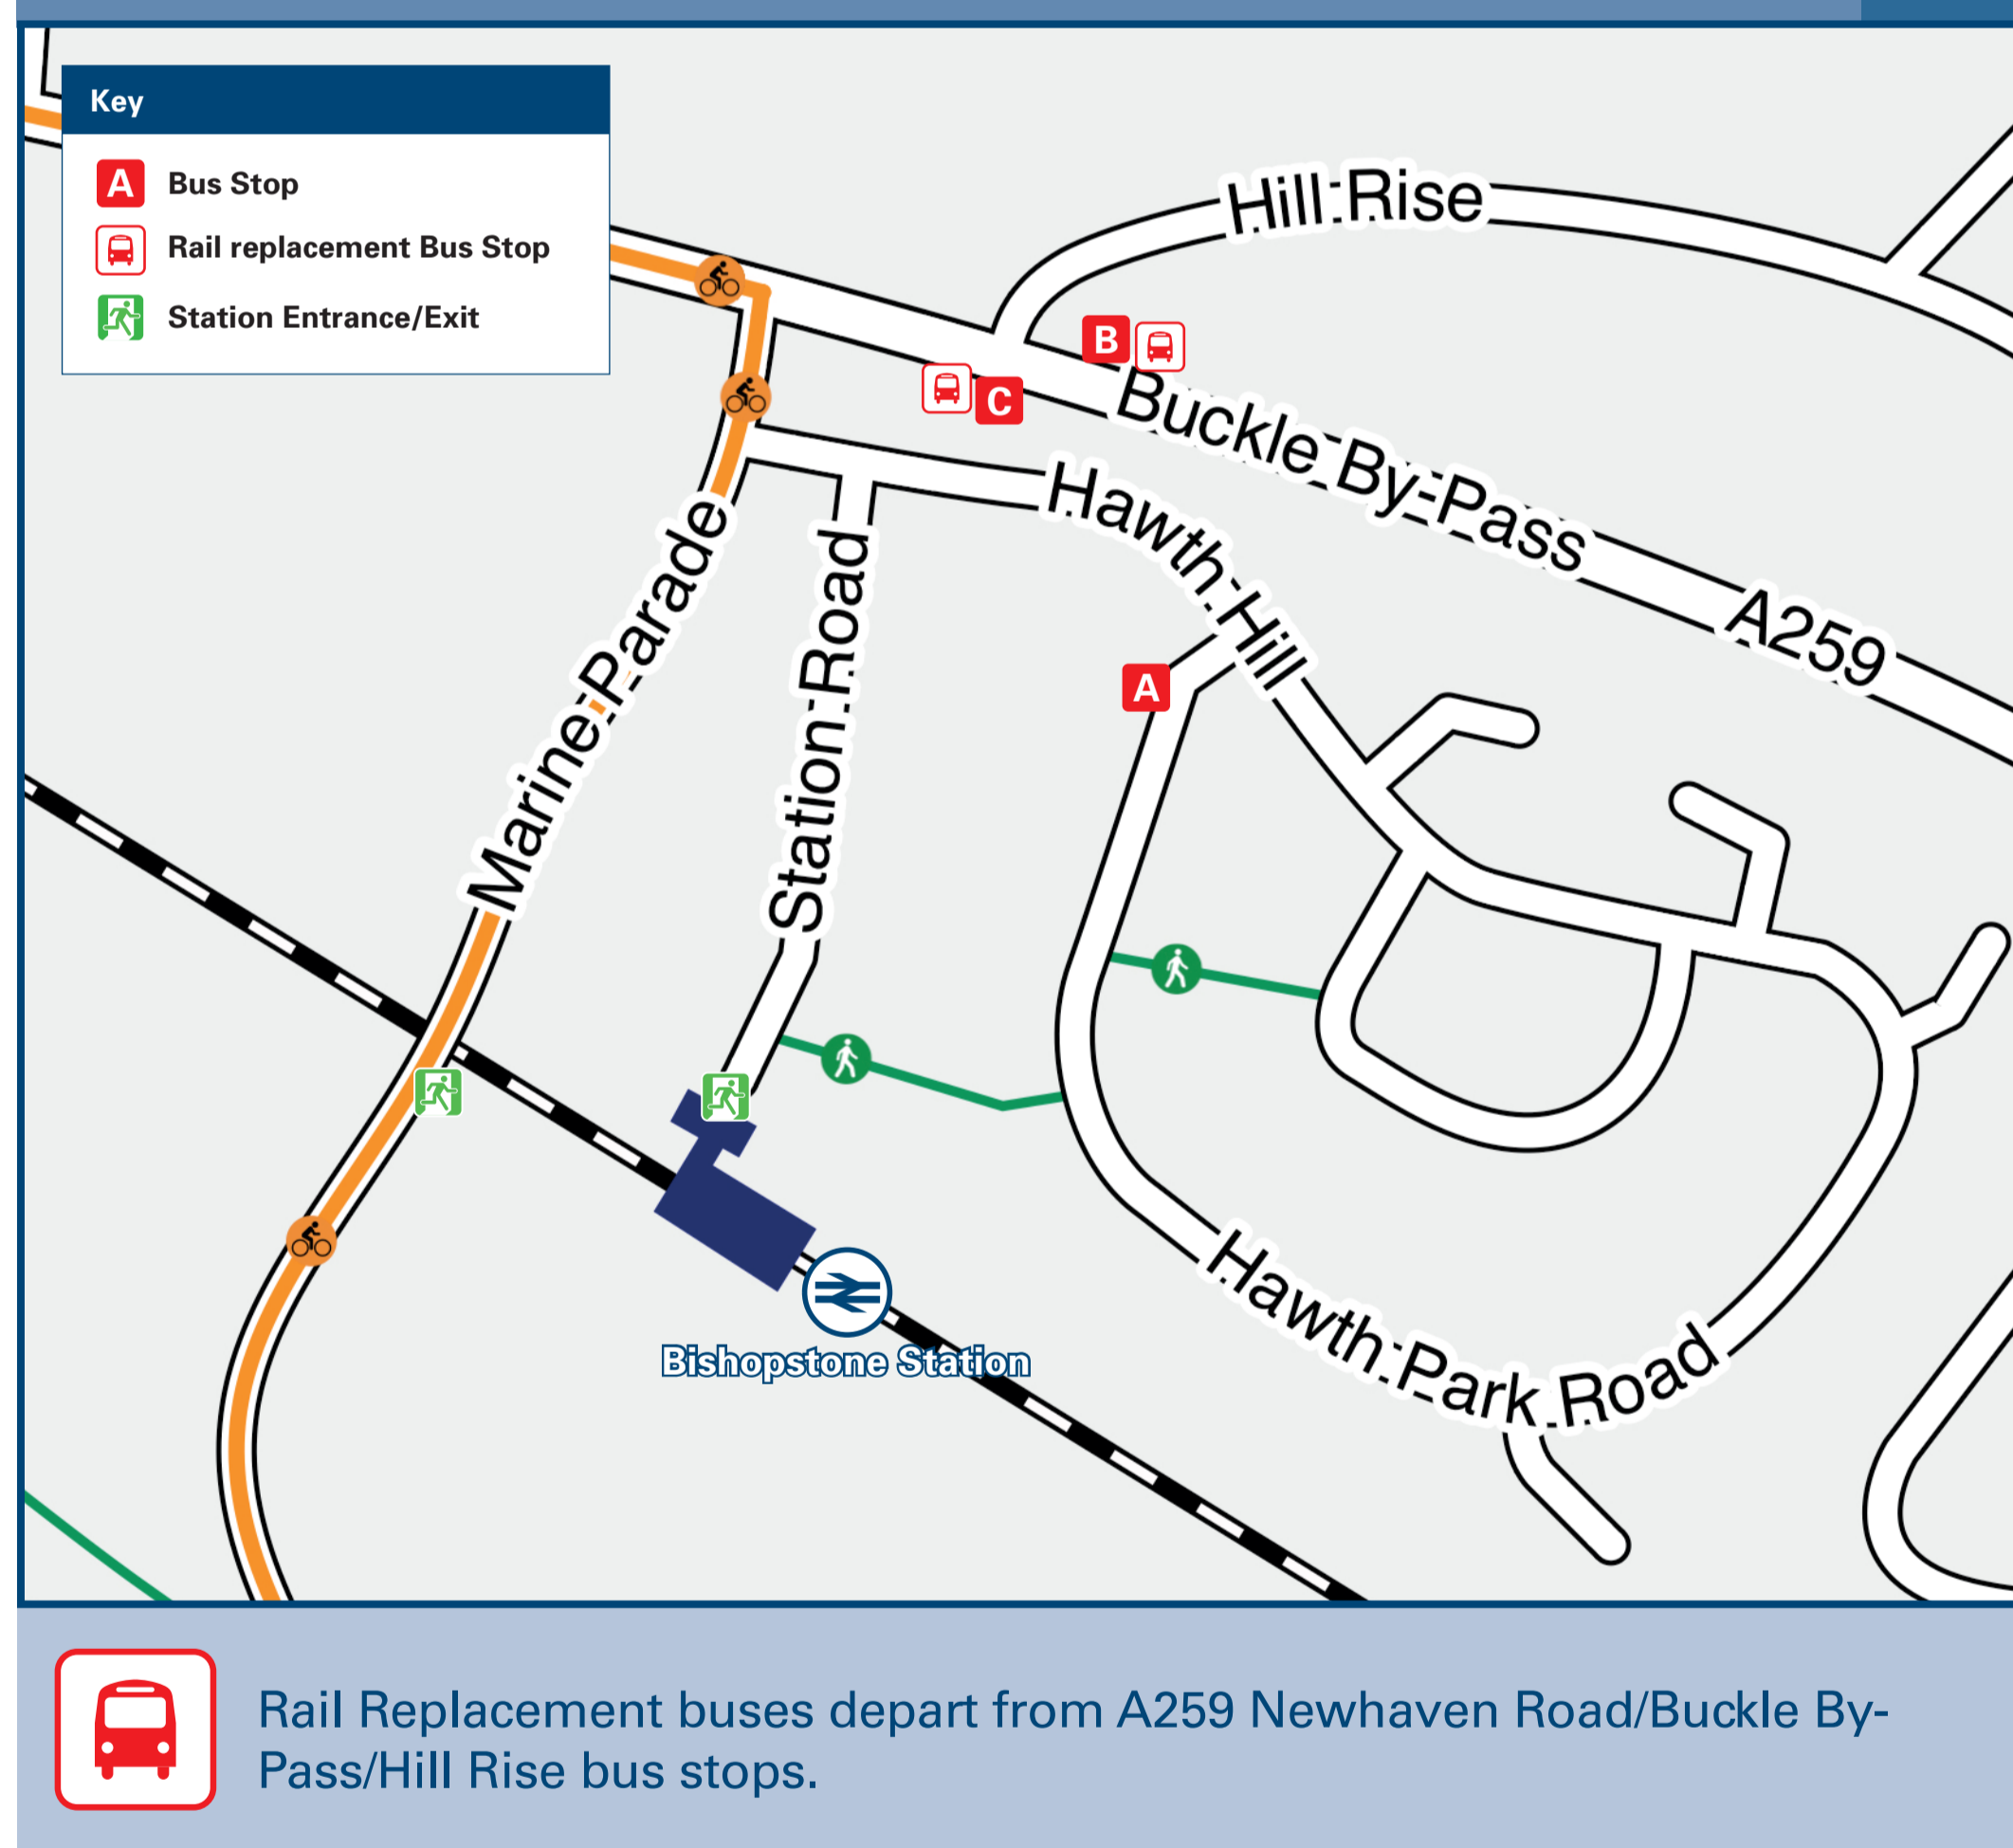 Key
A Bus Stop
Rail replacement Bus Stop
Station Entrance/Exit
Hill Rise
B
C
Buckle By-Pass
A259
Hawth Hill
Marine Parade
Station Road
A
Hawth Park Road
Bishopstone Station
Rail Replacement buses depart from A259 Newhaven Road/Buckle By-
Pass/Hill Rise bus stops.